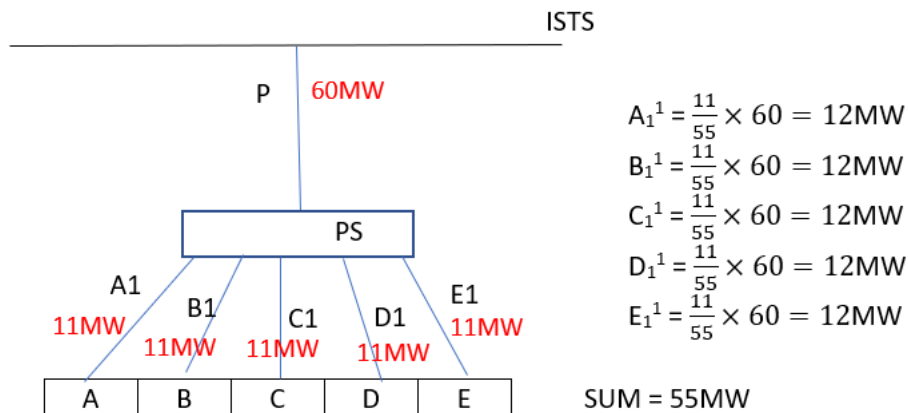 ISTS
P
60MW
A₁¹ = 11/55 × 60 = 12MW
B₁¹ = 11/55 × 60 = 12MW
C₁¹ = 11/55 × 60 = 12MW
D₁¹ = 11/55 × 60 = 12MW
E₁¹ = 11/55 × 60 = 12MW
PS
A1
11MW
B1
11MW
C1
11MW
D1
11MW
E1
11MW
A B C D E
SUM = 55MW